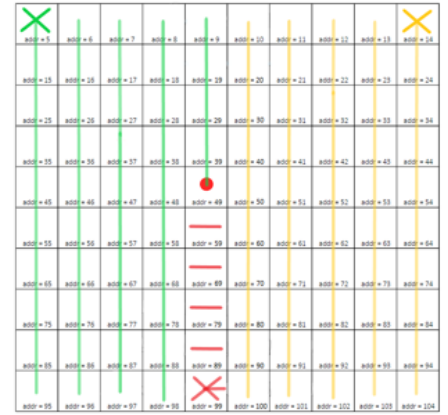 addr = 5 addr = 6 addr = 7 addr = 8 addr = 9 addr = 10 addr = 11 addr = 12 addr = 13 addr = 14
addr = 15 addr = 16 addr = 17 addr = 18 addr = 19 addr = 20 addr = 21 addr = 22 addr = 23 addr = 24
addr = 25 addr = 26 addr = 27 addr = 28 addr = 29 addr = 30 addr = 31 addr = 32 addr = 33 addr = 34
addr = 35 addr = 36 addr = 37 addr = 38 addr = 39 addr = 40 addr = 41 addr = 42 addr = 43 addr = 44
addr = 45 addr = 46 addr = 47 addr = 48 addr = 49 addr = 50 addr = 51 addr = 52 addr = 53 addr = 54
addr = 55 addr = 56 addr = 57 addr = 58 addr = 59 addr = 60 addr = 61 addr = 62 addr = 63 addr = 64
addr = 65 addr = 66 addr = 67 addr = 68 addr = 69 addr = 70 addr = 71 addr = 72 addr = 73 addr = 74
addr = 75 addr = 76 addr = 77 addr = 78 addr = 79 addr = 80 addr = 81 addr = 82 addr = 83 addr = 84
addr = 85 addr = 86 addr = 87 addr = 88 addr = 89 addr = 90 addr = 91 addr = 92 addr = 93 addr = 94
addr = 95 addr = 96 addr = 97 addr = 98 addr = 99 addr = 100 addr = 101 addr = 102 addr = 103 addr = 104